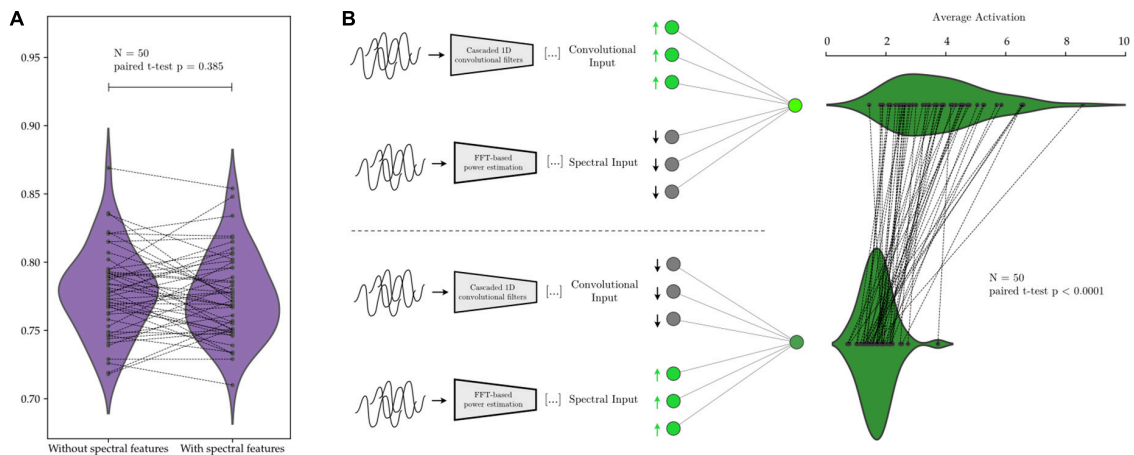 A
N = 50
paired t-test p = 0.385
0.95
0.90
0.85
0.80
0.75
0.70
Without spectral features
With spectral features
B
Cascaded 1D
convolutional filters
[...]
Convolutional
Input
FFT-based
power estimation
[...]
Spectral Input
Cascaded 1D
convolutional filters
[...]
Convolutional
Input
FFT-based
power estimation
[...]
Spectral Input
Average Activation
0 2 4 6 8 10
N = 50
paired t-test p < 0.0001